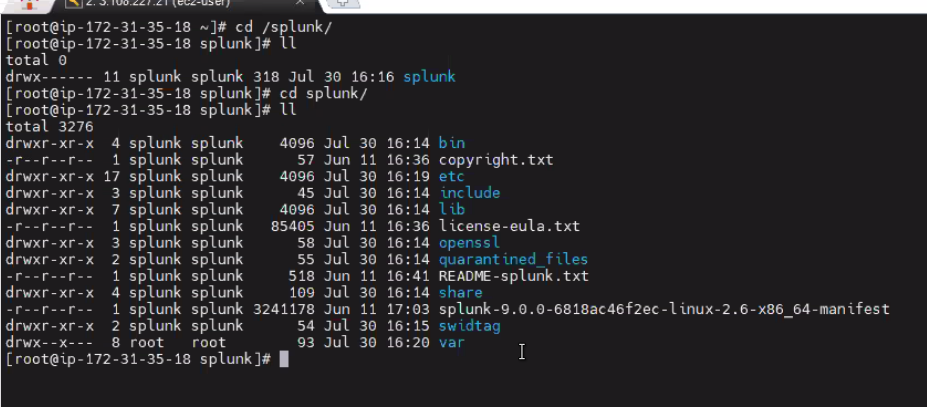 2. 3.108.227.21 (ec2-user)
[root@ip-172-31-35-18 ~]# cd /splunk/
[root@ip-172-31-35-18 splunk]# ll
total 0
drwx------ 11 splunk splunk 318 Jul 30 16:16 splunk
[root@ip-172-31-35-18 splunk]# cd splunk/
[root@ip-172-31-35-18 splunk]# ll
total 3276
drwxr-xr-x  4 splunk splunk    4096 Jul 30 16:14 bin
-r--r--r--  1 splunk splunk      57 Jun 11 16:36 copyright.txt
drwxr-xr-x 17 splunk splunk    4096 Jul 30 16:19 etc
drwxr-xr-x  3 splunk splunk      45 Jul 30 16:14 include
drwxr-xr-x  7 splunk splunk    4096 Jul 30 16:14 lib
-r--r--r--  1 splunk splunk   85405 Jun 11 16:36 license-eula.txt
drwxr-xr-x  3 splunk splunk      58 Jul 30 16:14 openssl
drwxr-xr-x  2 splunk splunk      55 Jul 30 16:14 quarantined_files
-r--r--r--  1 splunk splunk     518 Jun 11 16:41 README-splunk.txt
drwxr-xr-x  4 splunk splunk     109 Jul 30 16:14 share
-r--r--r--  1 splunk splunk 3241178 Jun 11 17:03 splunk-9.0.0-6818ac46f2ec-linux-2.6-x86_64-manifest
drwxr-xr-x  2 splunk splunk      54 Jul 30 16:15 swidtag
drwx--x---  8 root   root        93 Jul 30 16:20 var
[root@ip-172-31-35-18 splunk]#